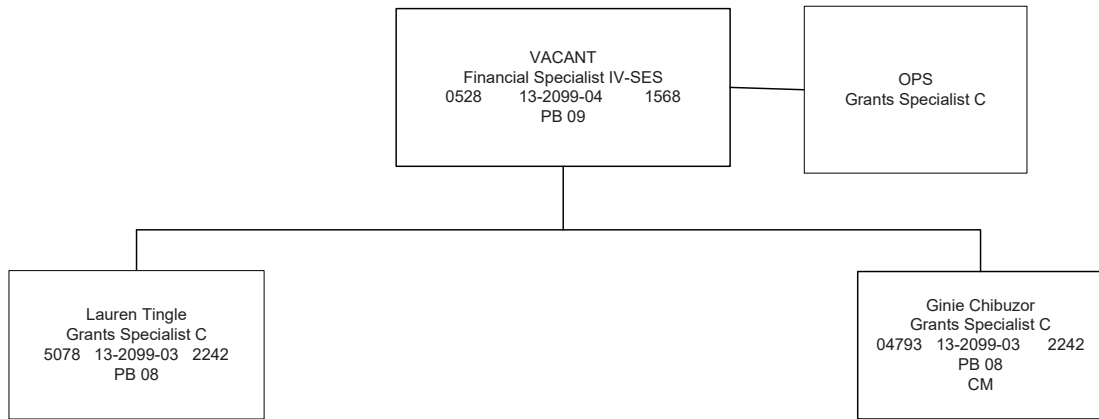 VACANT
Financial Specialist IV-SES
0528 13-2099-04 1568
PB 09
OPS
Grants Specialist C
Lauren Tingle
Grants Specialist C
5078 13-2099-03 2242
PB 08
Ginie Chibuzor
Grants Specialist C
04793 13-2099-03 2242
PB 08
CM